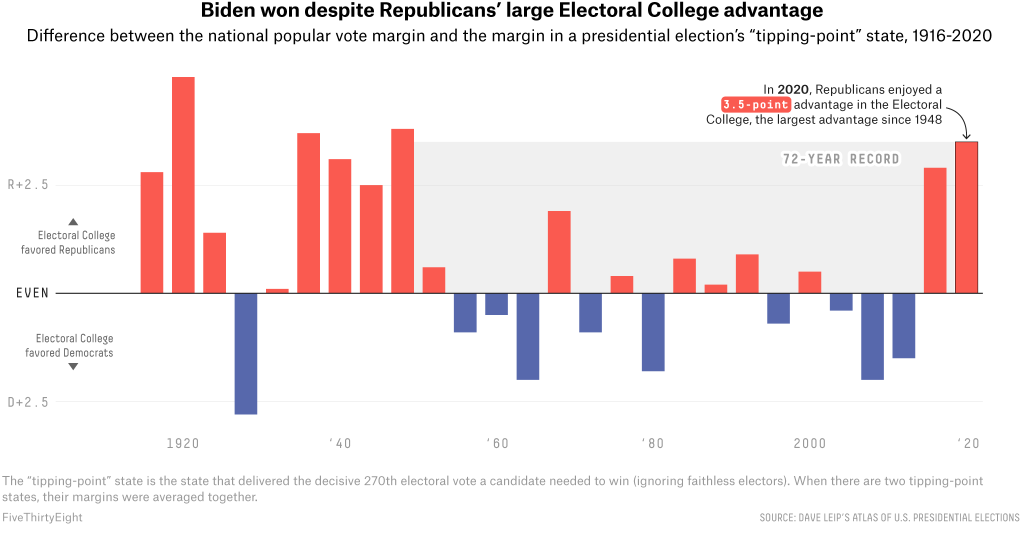 Biden won despite Republicans’ large Electoral College advantage
Difference between the national popular vote margin and the margin in a presidential election’s “tipping-point” state, 1916-2020
In 2020, Republicans enjoyed a
3.5-point advantage in the Electoral
College, the largest advantage since 1948
72-YEAR RECORD
R+2.5
Electoral College
favored Republicans
EVEN
Electoral College
favored Democrats
D+2.5
1920 ‘40 ‘60 ‘80 2000 ‘20
The “tipping-point” state is the state that delivered the decisive 270th electoral vote a candidate needed to win (ignoring faithless electors). When there are two tipping-point
states, their margins were averaged together.
FiveThirtyEight
SOURCE: DAVE LEIP’S ATLAS OF U.S. PRESIDENTIAL ELECTIONS